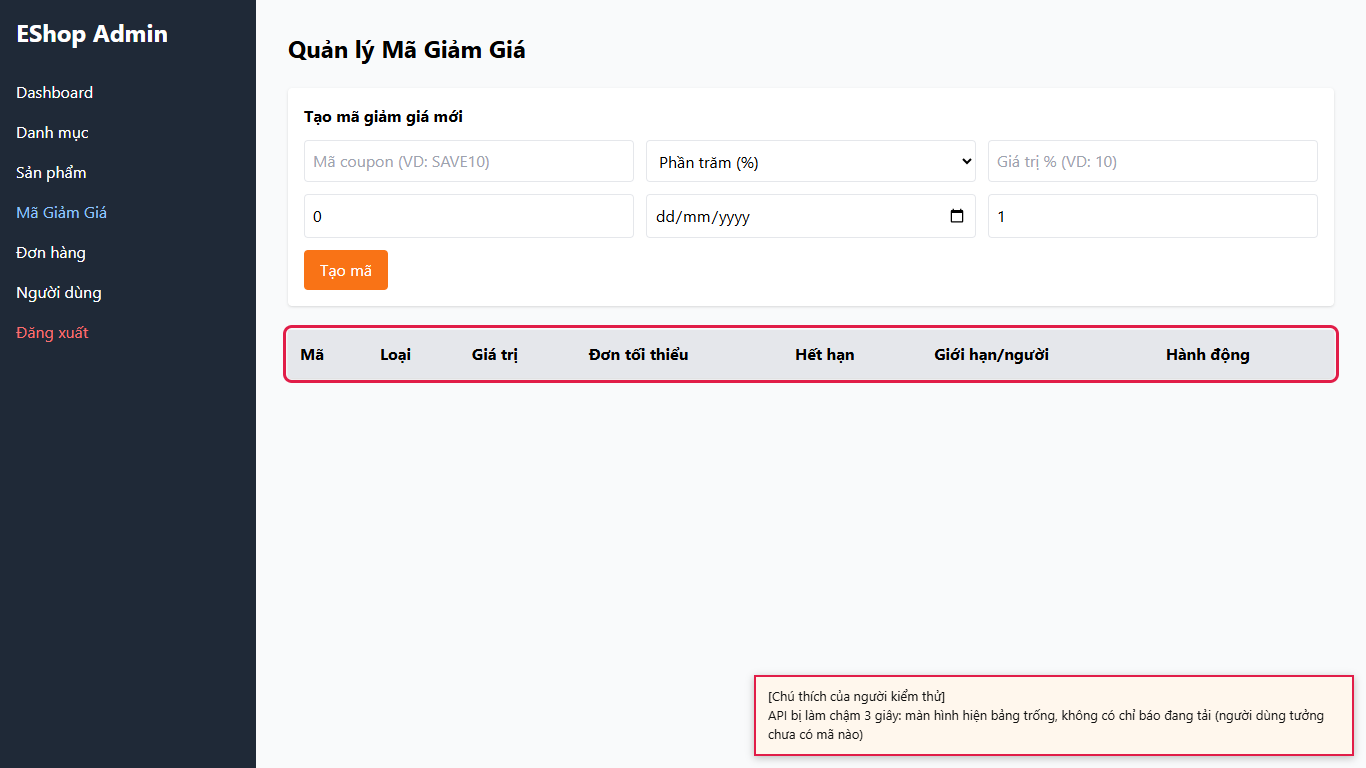 EShop Admin
Dashboard
Danh mục
Sản phẩm
Mã Giảm Giá
Đơn hàng
Người dùng
Đăng xuất
Quản lý Mã Giảm Giá
Tạo mã giảm giá mới
Mã coupon (VD: SAVE10)
Phần trăm (%)
Giá trị % (VD: 10)
0
dd/mm/yyyy
1
Tạo mã
Mã Loại Giá trị Đơn tối thiểu Hết hạn Giới hạn/người Hành động
[Chú thích của người kiểm thử]
API bị làm chậm 3 giây: màn hình hiện bảng trống, không có chỉ báo đang tải (người dùng tưởng
chưa có mã nào)